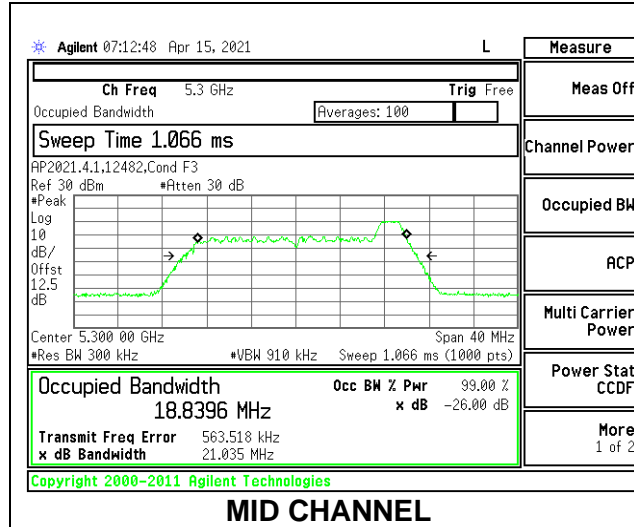 Agilent 07:12:48 Apr 15, 2021 L
Measure
Ch Freq 5.3 GHz Trig Free
Occupied Bandwidth Averages: 100
Sweep Time 1.066 ms
AP2021.4.1,12482,Cond F3
Ref 30 dBm #Atten 30 dB
#Peak
Log
10
dB/
Offst
12.5
dB
Center 5.300 00 GHz Span 40 MHz
#Res BW 300 kHz #VBW 910 kHz Sweep 1.066 ms (1000 pts)
Occupied Bandwidth Occ BW % Pwr 99.00 %
18.8396 MHz x dB -26.00 dB
Transmit Freq Error 563.518 kHz
x dB Bandwidth 21.035 MHz
Copyright 2000-2011 Agilent Technologies
Meas Off
Channel Power
Occupied BW
ACP
Multi Carrier
Power
Power Stat
CCDF
More
1 of 2
MID CHANNEL